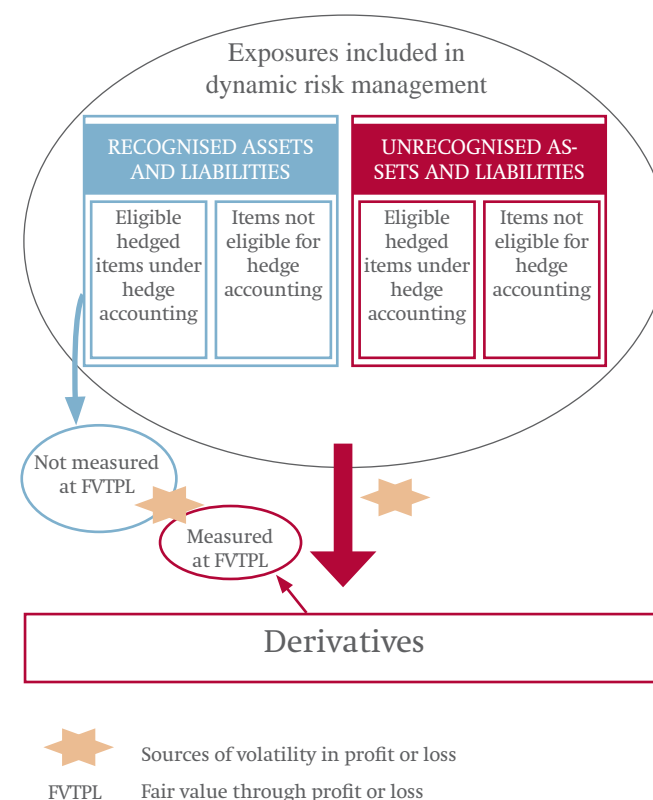 Exposures included in
dynamic risk management
RECOGNISED ASSETS
AND LIABILITIES
Eligible
hedged
items under
hedge
accounting
Items not
eligible for
hedge
accounting
UNRECOGNISED AS-
SETS AND LIABILITIES
Eligible
hedged
items under
hedge
accounting
Items not
eligible for
hedge
accounting
Not measured
at FVTPL
Measured
at FVTPL
Derivatives
Sources of volatility in profit or loss
FVTPL Fair value through profit or loss